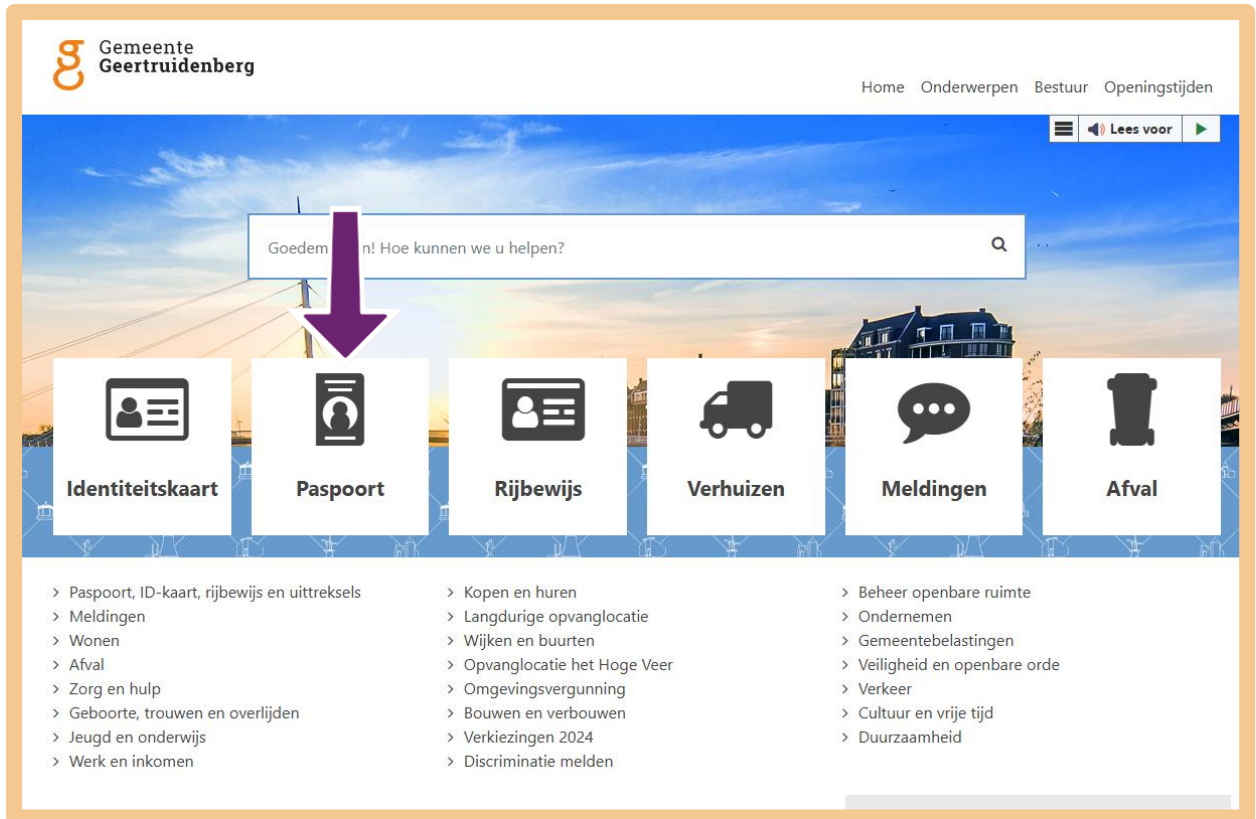 Gemeente
Geertruidenberg
Home Onderwerpen Bestuur Openingstijden
Lees voor
Hoe kunnen we u helpen?
Identiteitskaart
Paspoort
Rijbewijs
Verhuizen
Meldingen
Afval
> Paspoort, ID-kaart, rijbewijs en uittreksels
> Meldingen
> Wonen
> Afval
> Zorg en hulp
> Geboorte, trouwen en overlijden
> Jeugd en onderwijs
> Werk en inkomen
> Kopen en huren
> Langdurige opvanglocatie
> Wijken en buurten
> Opvanglocatie het Hoge Veer
> Omgevingsvergunning
> Bouwen en verbouwen
> Verkiezingen 2024
> Discriminatie melden
> Beheer openbare ruimte
> Ondernemen
> Gemeentebelastingen
> Veiligheid en openbare orde
> Verkeer
> Cultuur en vrije tijd
> Duurzaamheid